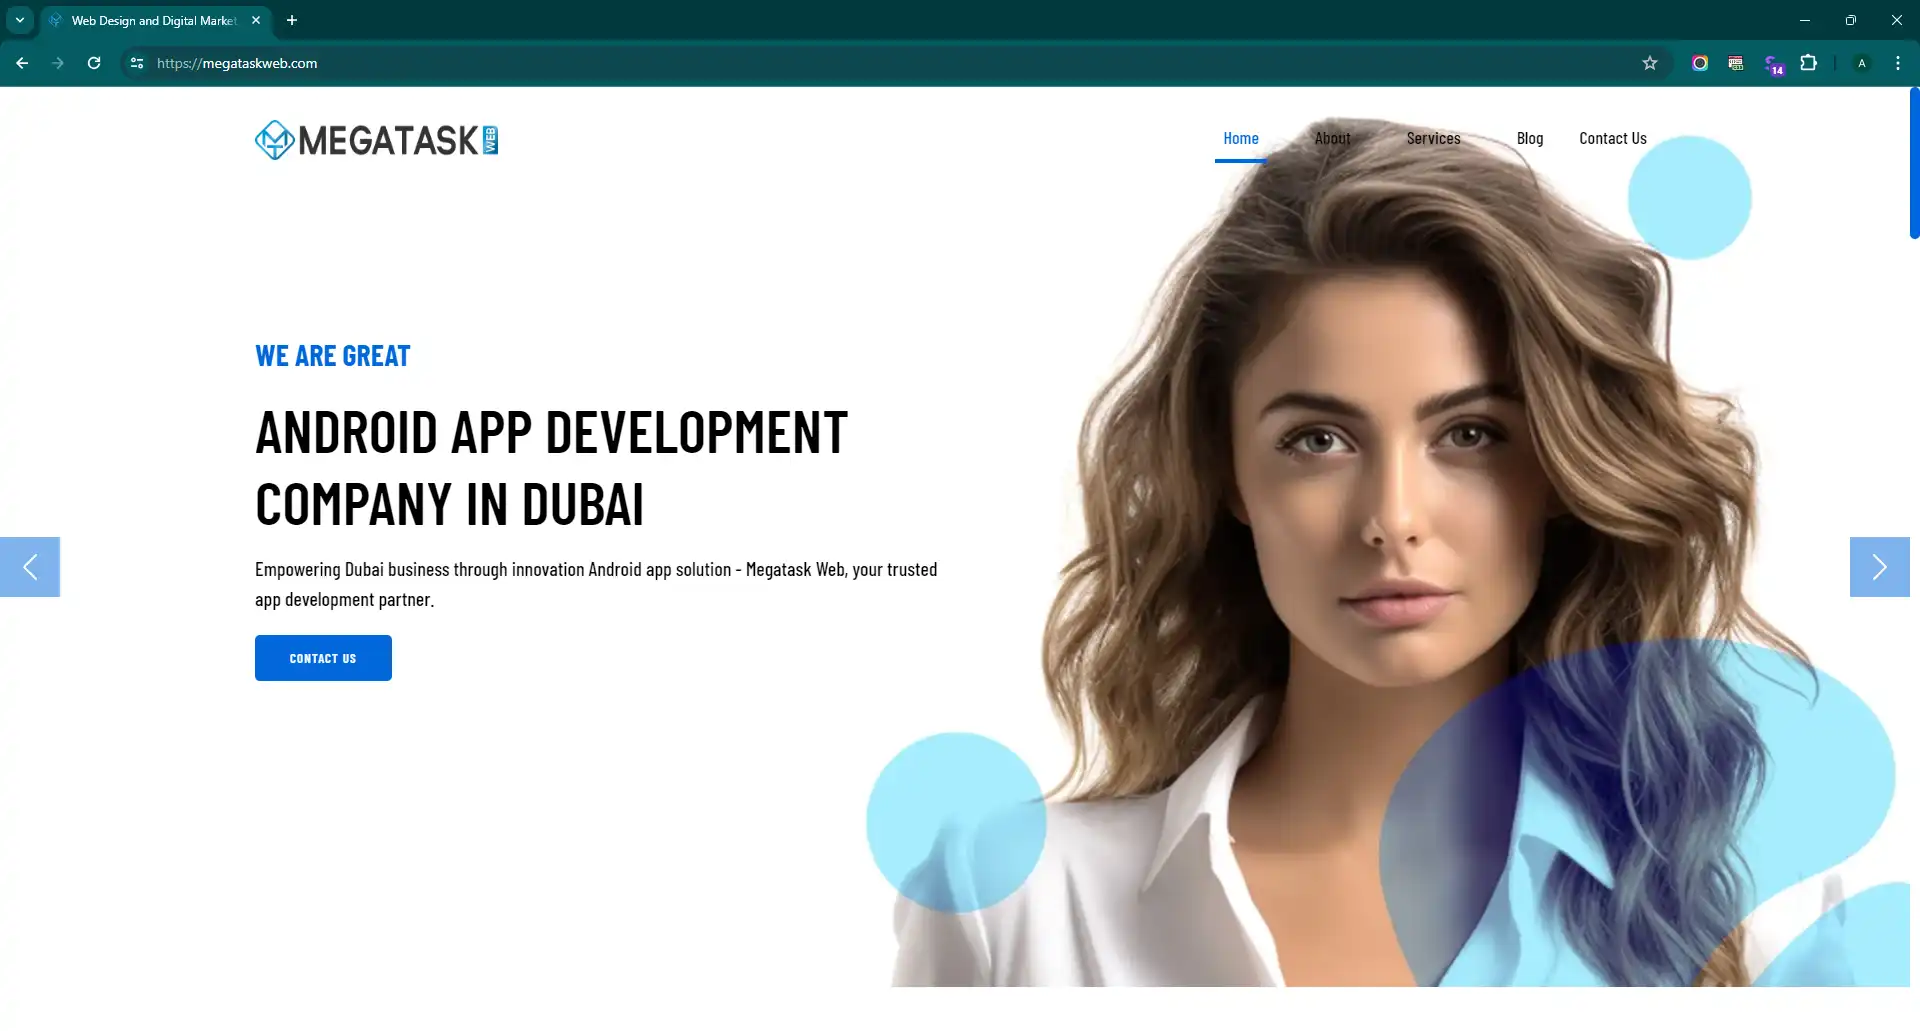 Web Design and Digital Market
https://megataskweb.com
14
A
MEGATASK WEB
Home
About
Services
Blog
Contact Us
WE ARE GREAT
ANDROID APP DEVELOPMENT
COMPANY IN DUBAI
Empowering Dubai business through innovation Android app solution - Megatask Web, your trusted
app development partner.
CONTACT US